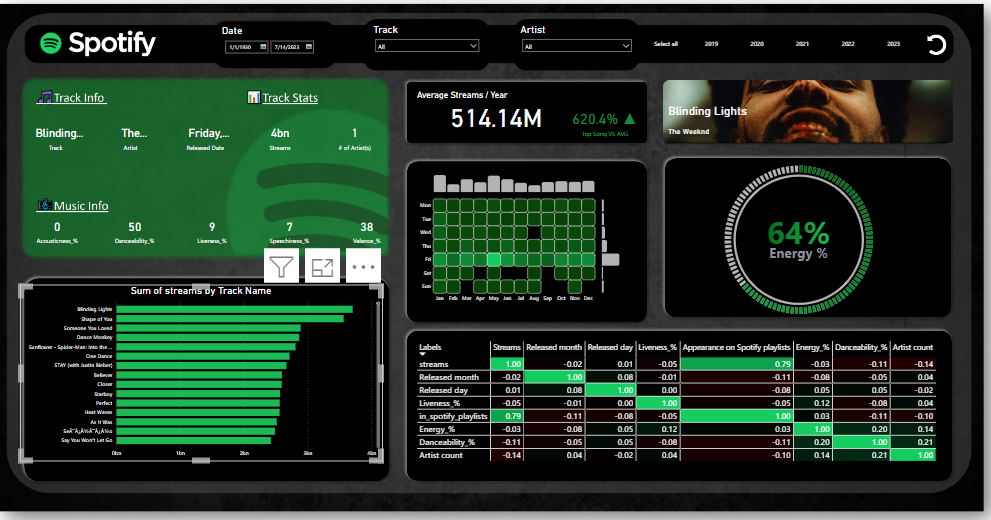 Spotify
Date
1/1/1930 7/14/2023
Track
All
Artist
All
Select all 2019 2020 2021 2022 2023
Track Info
Track Stats
Blinding... The... Friday,... 4bn 1
Track Artist Released Date Streams # of Artist(s)
Music Info
0 50 9 7 38
Acousticness_% Danceability_% Liveness_% Speechiness_% Valence_%
Average Streams / Year
514.14M 620.4% ▲
Top Song VS AVG
Blinding Lights
The Weeknd
Mon
Tue
Wed
Thu
Fri
Sat
Sun
Jan Feb Mar Apr May Jun Jul Aug Sep Oct Nov Dec
64%
Energy %
Sum of streams by Track Name
Blinding Lights
Shape of You
Someone You Loved
Dance Monkey
Sunflower - Spider-Man: Into the ...
One Dance
STAY (with Justin Bieber)
Believer
Closer
Starboy
Perfect
Heat Waves
As It Was
Say You Won't Let Go
0bn 1bn 2bn 3bn 4bn
Labels Streams Released month Released day Liveness_% Appearance on Spotify playlists Energy_% Danceability_% Artist count
streams 1.00 -0.02 0.01 -0.05 0.79 -0.03 -0.11 -0.14
Released month -0.02 1.00 0.08 -0.01 -0.11 -0.08 -0.05 0.04
Released day 0.01 0.08 1.00 0.00 -0.08 0.05 0.05 -0.02
Liveness_% -0.05 -0.01 0.00 1.00 -0.05 0.12 -0.08 0.04
in_spotify_playlists 0.79 -0.11 -0.08 -0.05 1.00 0.03 -0.11 -0.10
Energy_% -0.03 -0.08 0.05 0.12 0.03 1.00 0.20 0.14
Danceability_% -0.11 -0.05 0.05 -0.08 -0.11 0.20 1.00 0.21
Artist count -0.14 0.04 -0.02 0.04 -0.10 0.14 0.21 1.00